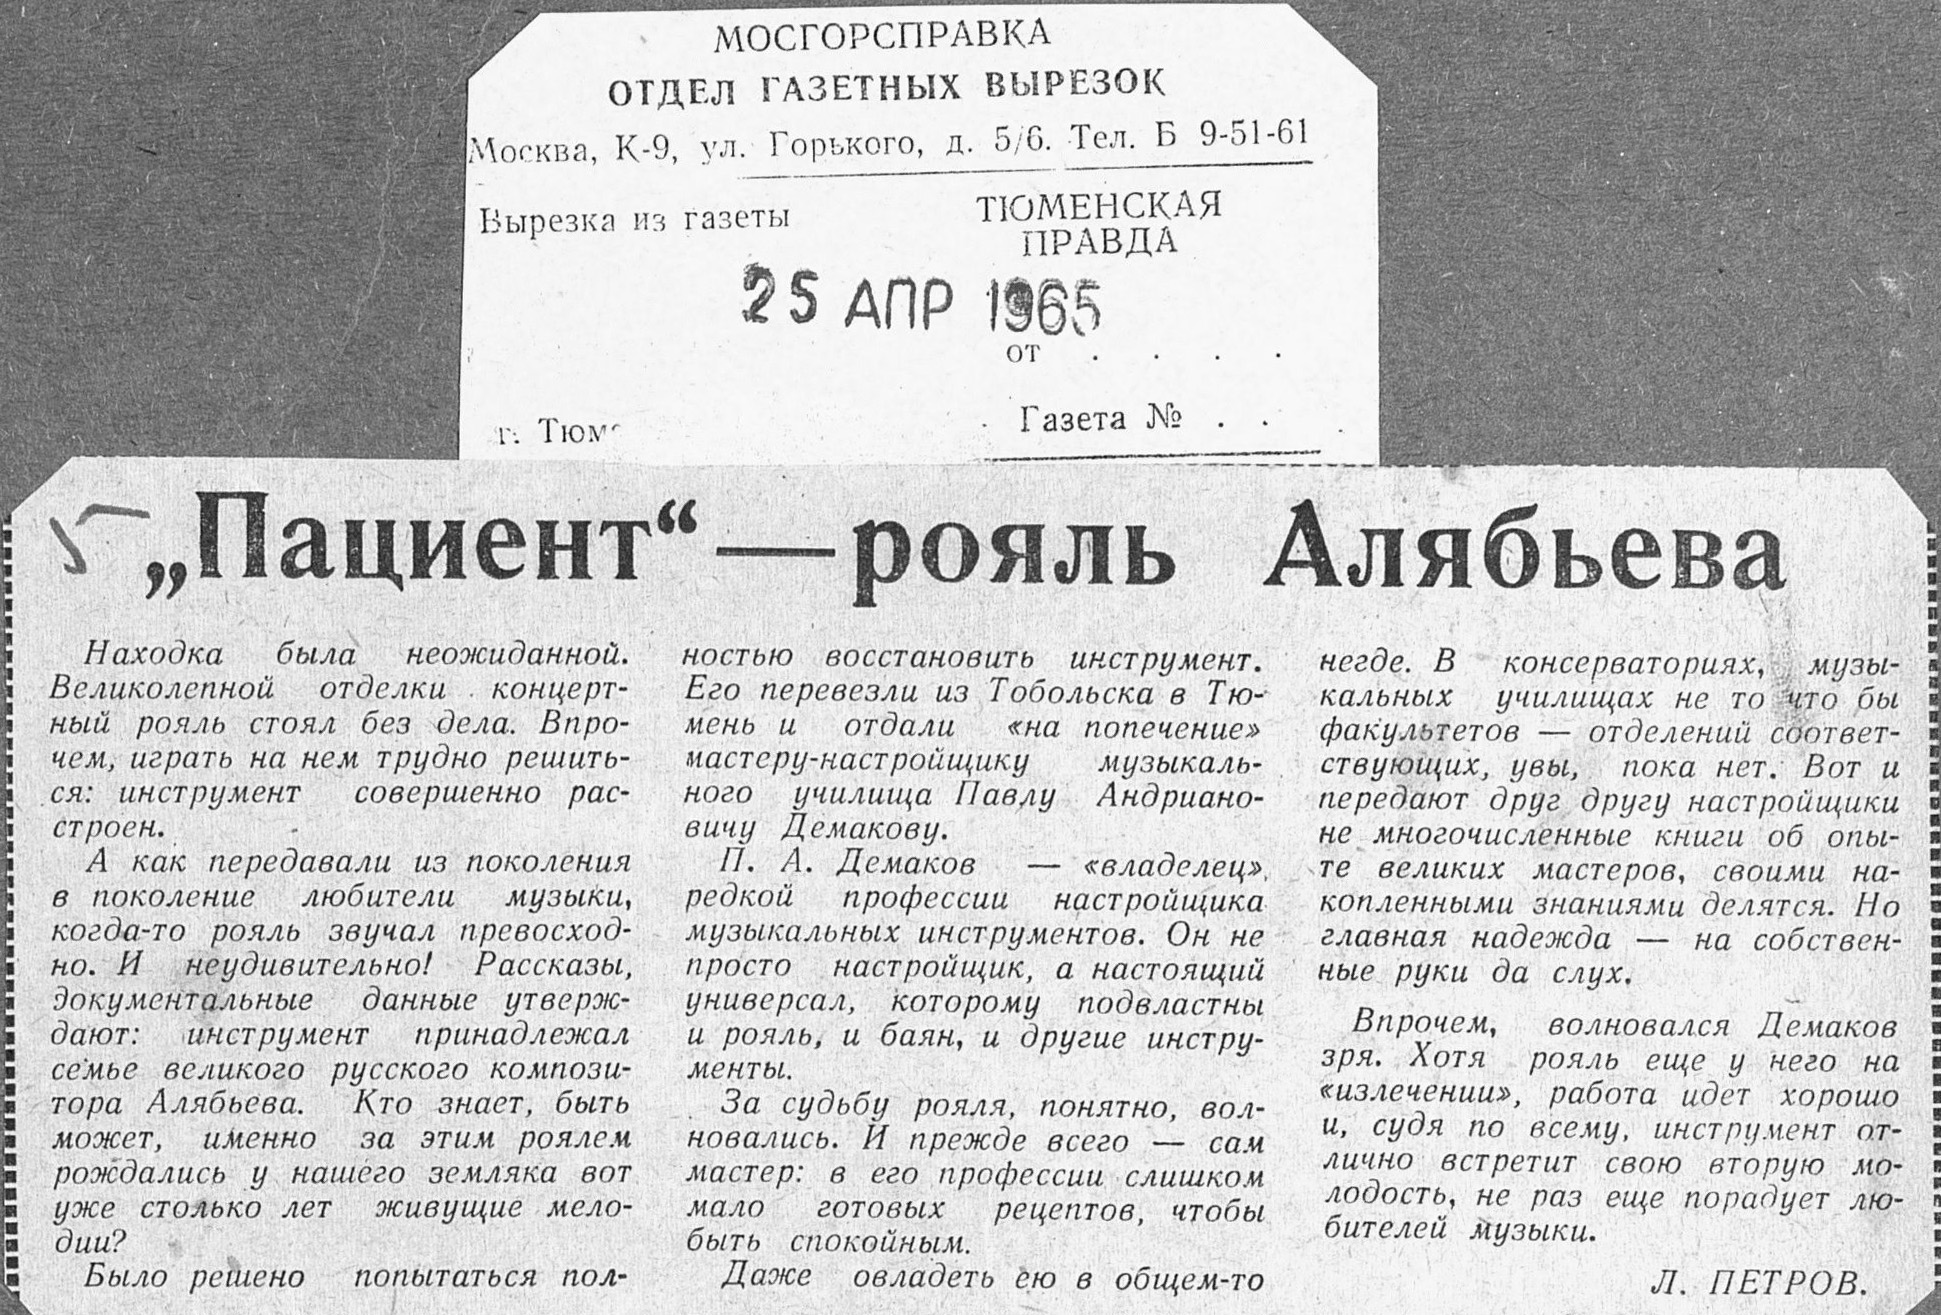 МОСГОРСПРАВКА
ОТДЕЛ ГАЗЕТНЫХ ВЫРЕЗОК
Москва, К-9, ул. Горького, д. 5/6. Тел. Б 9-51-61
Вырезка из газеты
ТЮМЕНСКАЯ
ПРАВДА
25 АПР 1965
от . . . .
г. Тюм
Газета № . . .
„Пациент“ — рояль Алябьева
Находка была неожиданной.
Великолепной отделки концерт-
ный рояль стоял без дела. Впро-
чем, играть на нем трудно решить-
ся: инструмент совершенно рас-
строен.
А как передавали из поколения
в поколение любители музыки,
когда-то рояль звучал превосход-
но. И неудивительно! Рассказы,
документальные данные утверж-
дают: инструмент принадлежал
семье великого русского компози-
тора Алябьева. Кто знает, быть
может, именно за этим роялем
рождались у нашего земляка вот
уже столько лет живущие мело-
дии?
Было решено попытаться пол-
ностью восстановить инструмент.
Его перевезли из Тобольска в Тю-
мень и отдали «на попечение»
мастеру-настройщику музыкаль-
ного училища Павлу Андриано-
вичу Демакову.
П. А. Демаков — «владелец»
редкой профессии настройщика
музыкальных инструментов. Он не
просто настройщик, а настоящий
универсал, которому подвластны
и рояль, и баян, и другие инстру-
менты.
За судьбу рояля, понятно, вол-
новались. И прежде всего — сам
мастер: в его профессии слишком
мало готовых рецептов, чтобы
быть спокойным.
Даже овладеть ею в общем-то
негде. В консерваториях, музы-
кальных училищах не то что бы
факультетов — отделений соответ-
ствующих, увы, пока нет. Вот и
передают друг другу настройщики
не многочисленные книги об опы-
те великих мастеров, своими на-
копленными знаниями делятся. Но
главная надежда — на собствен-
ные руки да слух.
Впрочем, волновался Демаков
зря. Хотя рояль еще у него на
«излечении», работа идет хорошо
и, судя по всему, инструмент от-
лично встретит свою вторую мо-
лодость, не раз еще порадует лю-
бителей музыки.
Л. ПЕТРОВ.